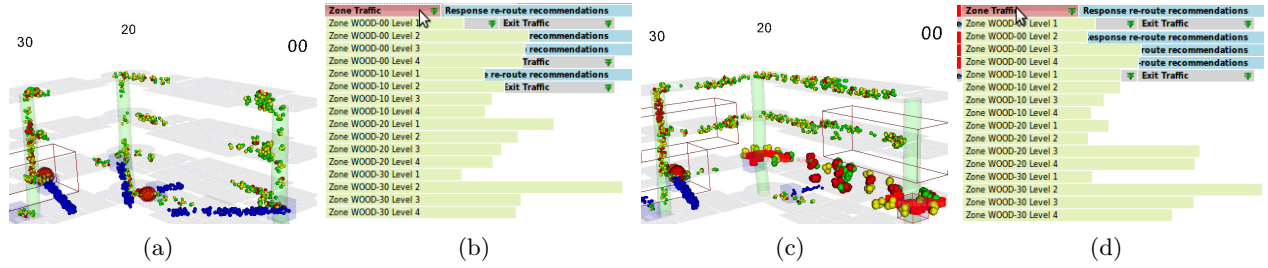 30
20
00
Zone Traffic Response re-route recommendations
Zone WOOD-00 Level 1 Exit Traffic
Zone WOOD-00 Level 2 recommendations
Zone WOOD-00 Level 3 re-route recommendations
Zone WOOD-00 Level 4 Traffic
Zone WOOD-10 Level 1 e re-route recommendations
Zone WOOD-10 Level 2 Exit Traffic
Zone WOOD-10 Level 3
Zone WOOD-10 Level 4
Zone WOOD-20 Level 1
Zone WOOD-20 Level 2
Zone WOOD-20 Level 3
Zone WOOD-20 Level 4
Zone WOOD-30 Level 1
Zone WOOD-30 Level 2
Zone WOOD-30 Level 3
Zone WOOD-30 Level 4
30
20
00
Zone Traffic Response re-route recommendations
Zone WOOD-00 Level 1 Exit Traffic
Zone WOOD-00 Level 2 esponse re-route recommendations
Zone WOOD-00 Level 3 route recommendations
Zone WOOD-00 Level 4 -route recommendations
Zone WOOD-10 Level 1 Exit Traffic
Zone WOOD-10 Level 2
Zone WOOD-10 Level 3
Zone WOOD-10 Level 4
Zone WOOD-20 Level 1
Zone WOOD-20 Level 2
Zone WOOD-20 Level 3
Zone WOOD-20 Level 4
Zone WOOD-30 Level 1
Zone WOOD-30 Level 2
Zone WOOD-30 Level 3
Zone WOOD-30 Level 4
(a)
(b)
(c)
(d)